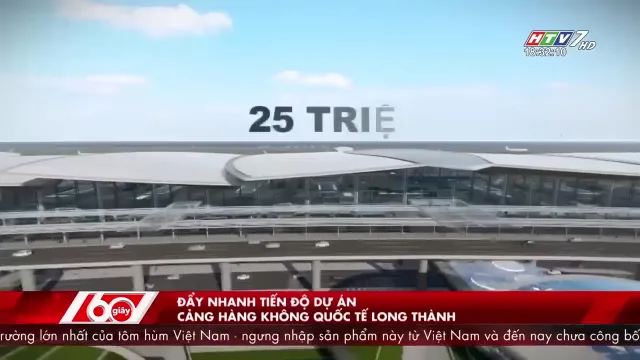 HTV7 HD
18:32:10
25 TRIỆ
60 giây
ĐẨY NHANH TIẾN ĐỘ DỰ ÁN
CẢNG HÀNG KHÔNG QUỐC TẾ LONG THÀNH
trường lớn nhất của tôm hùm Việt Nam - ngưng nhập sản phẩm này từ Việt Nam và đến nay chưa công bố